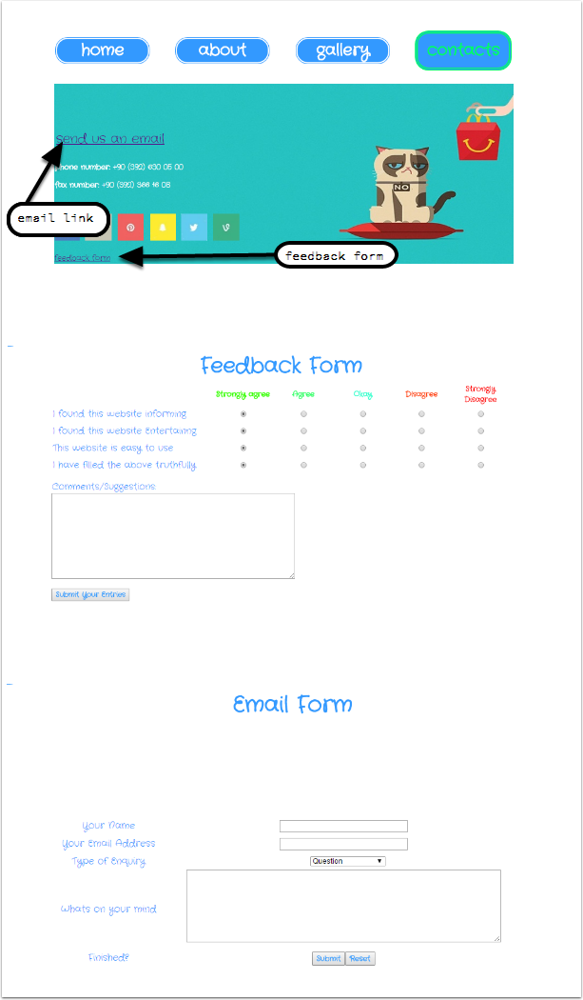 home about gallery contacts
send us an email
phone number: +90 (392) 630 05 00
fax number: +90 (392) 366 16 08
NO
email link
feedback form
feedback form
Feedback Form
Strongly agree Agree Okay Disagree Strongly Disagree
I found this website informing
I found this website Entertaining
This website is easy to use
I have filled the above truthfully.
Comments/Suggestions:
Submit Your Entries
Email Form
Your Name
Your Email Address
Type of Enquiry Question
Whats on your mind
Finished? Submit Reset